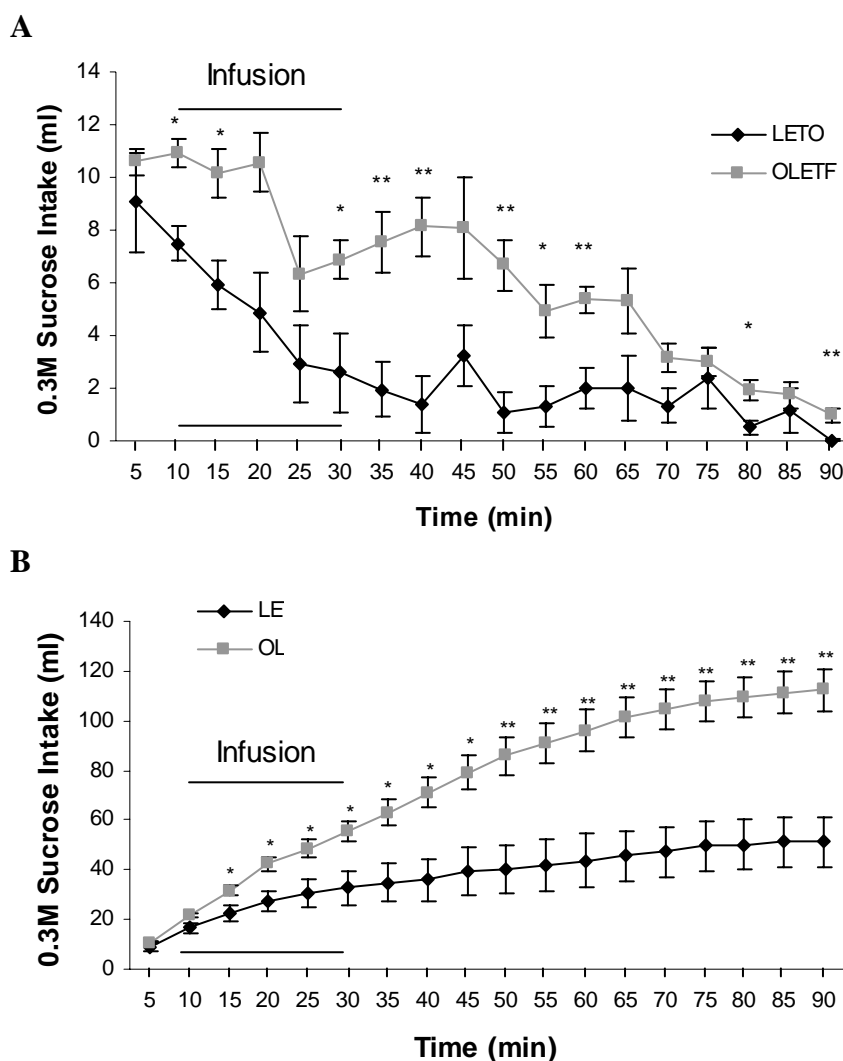 A
Infusion
LETO
OLETF
0.3M Sucrose Intake (ml)
14
12
10
8
6
4
2
0
* * * ** ** ** * ** * **
5 10 15 20 25 30 35 40 45 50 55 60 65 70 75 80 85 90
Time (min)
B
LE
OL
Infusion
0.3M Sucrose Intake (ml)
140
120
100
80
60
40
20
0
* * * * * * * ** ** ** ** ** ** ** ** **
5 10 15 20 25 30 35 40 45 50 55 60 65 70 75 80 85 90
Time (min)